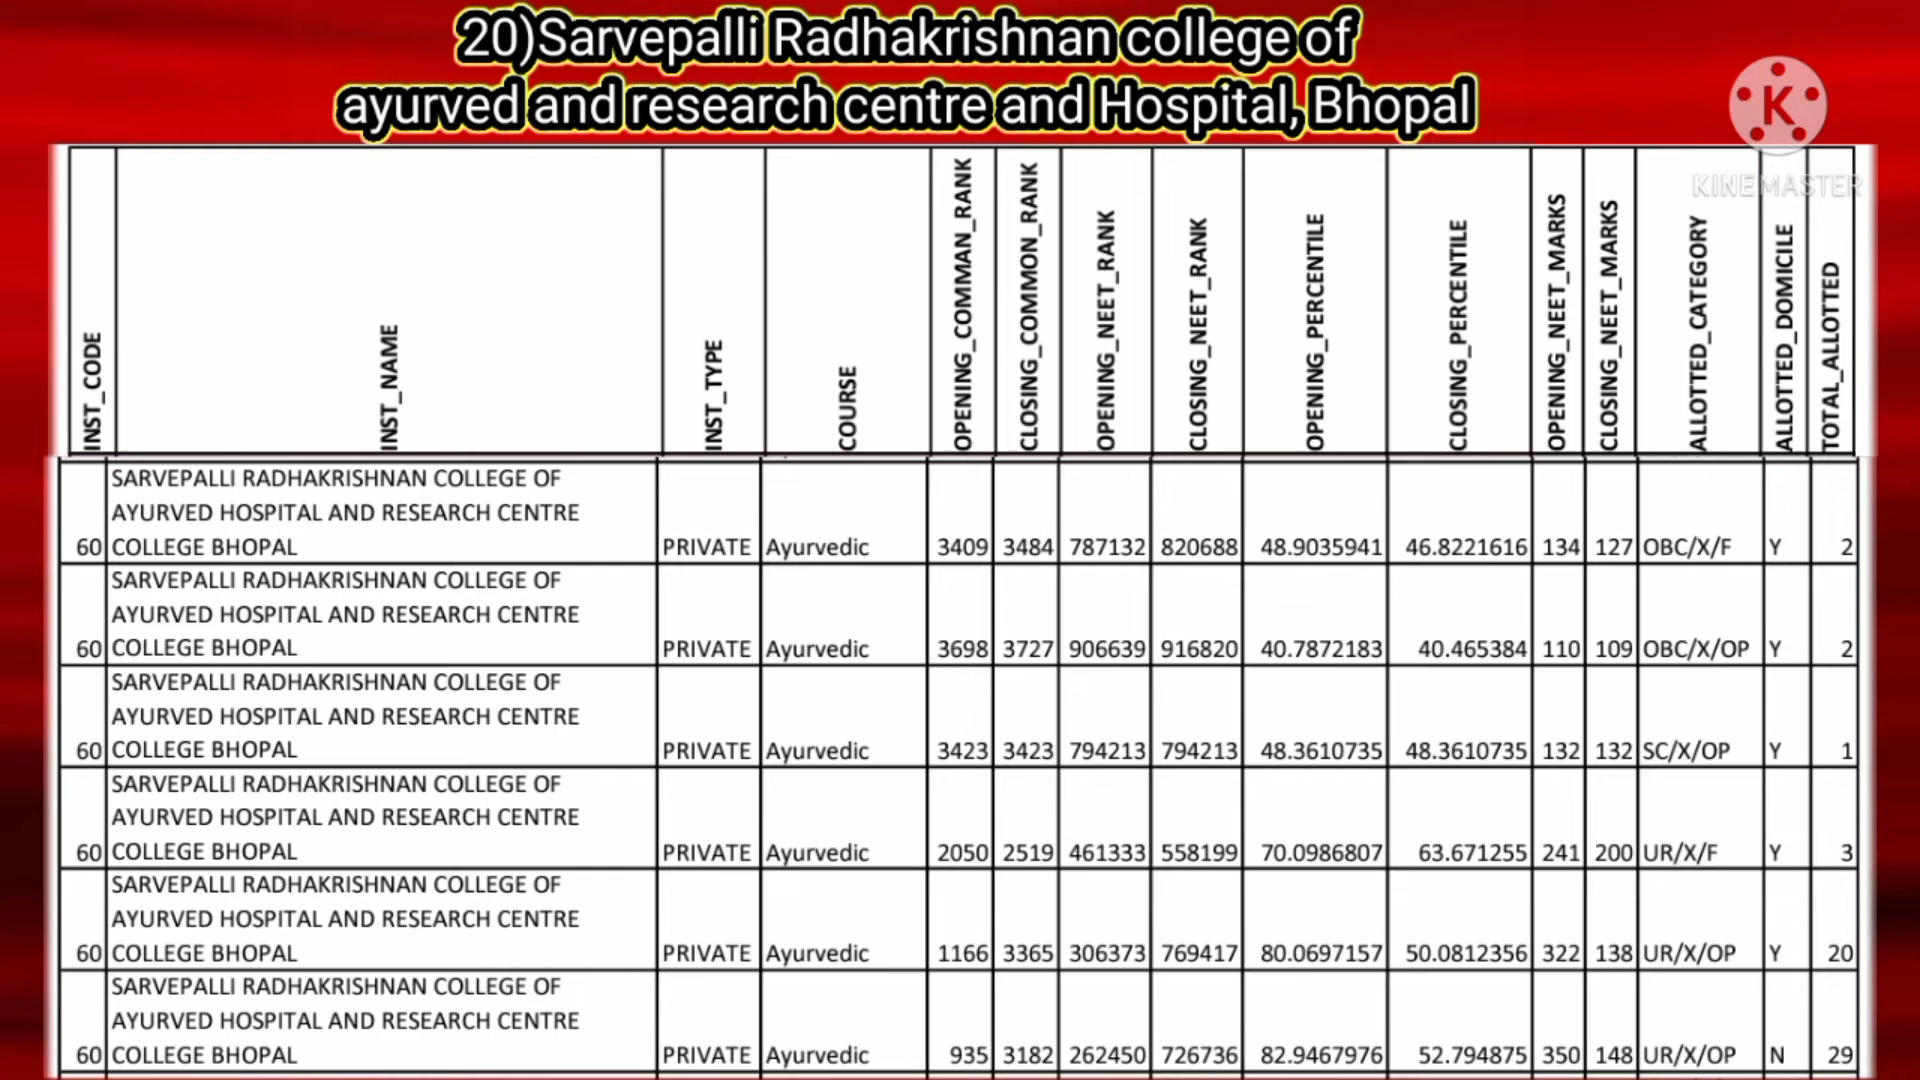 20)Sarvepalli Radhakrishnan college of
ayurved and research centre and Hospital, Bhopal
K
KINEMASTER
INST_CODE INST_NAME INST_TYPE COURSE OPENING_COMMAN_RANK CLOSING_COMMON_RANK OPENING_NEET_RANK CLOSING_NEET_RANK OPENING_PERCENTILE CLOSING_PERCENTILE OPENING_NEET_MARKS CLOSING_NEET_MARKS ALLOTTED_CATEGORY ALLOTTED_DOMICILE TOTAL_ALLOTTED
SARVEPALLI RADHAKRISHNAN COLLEGE OF
AYURVED HOSPITAL AND RESEARCH CENTRE
60 COLLEGE BHOPAL PRIVATE Ayurvedic 3409 3484 787132 820688 48.9035941 46.8221616 134 127 OBC/X/F Y 2
SARVEPALLI RADHAKRISHNAN COLLEGE OF
AYURVED HOSPITAL AND RESEARCH CENTRE
60 COLLEGE BHOPAL PRIVATE Ayurvedic 3698 3727 906639 916820 40.7872183 40.465384 110 109 OBC/X/OP Y 2
SARVEPALLI RADHAKRISHNAN COLLEGE OF
AYURVED HOSPITAL AND RESEARCH CENTRE
60 COLLEGE BHOPAL PRIVATE Ayurvedic 3423 3423 794213 794213 48.3610735 48.3610735 132 132 SC/X/OP Y 1
SARVEPALLI RADHAKRISHNAN COLLEGE OF
AYURVED HOSPITAL AND RESEARCH CENTRE
60 COLLEGE BHOPAL PRIVATE Ayurvedic 2050 2519 461333 558199 70.0986807 63.671255 241 200 UR/X/F Y 3
SARVEPALLI RADHAKRISHNAN COLLEGE OF
AYURVED HOSPITAL AND RESEARCH CENTRE
60 COLLEGE BHOPAL PRIVATE Ayurvedic 1166 3365 306373 769417 80.0697157 50.0812356 322 138 UR/X/OP Y 20
SARVEPALLI RADHAKRISHNAN COLLEGE OF
AYURVED HOSPITAL AND RESEARCH CENTRE
60 COLLEGE BHOPAL PRIVATE Ayurvedic 935 3182 262450 726736 82.9467976 52.794875 350 148 UR/X/OP N 29